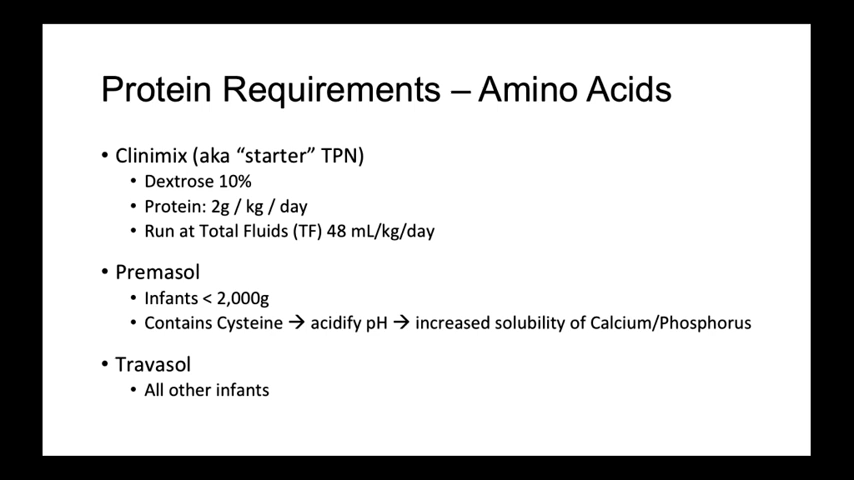 Protein Requirements – Amino Acids
• Clinimix (aka “starter” TPN)
• Dextrose 10%
• Protein: 2g / kg / day
• Run at Total Fluids (TF) 48 mL/kg/day
• Premasol
• Infants < 2,000g
• Contains Cysteine → acidify pH → increased solubility of Calcium/Phosphorus
• Travasol
• All other infants